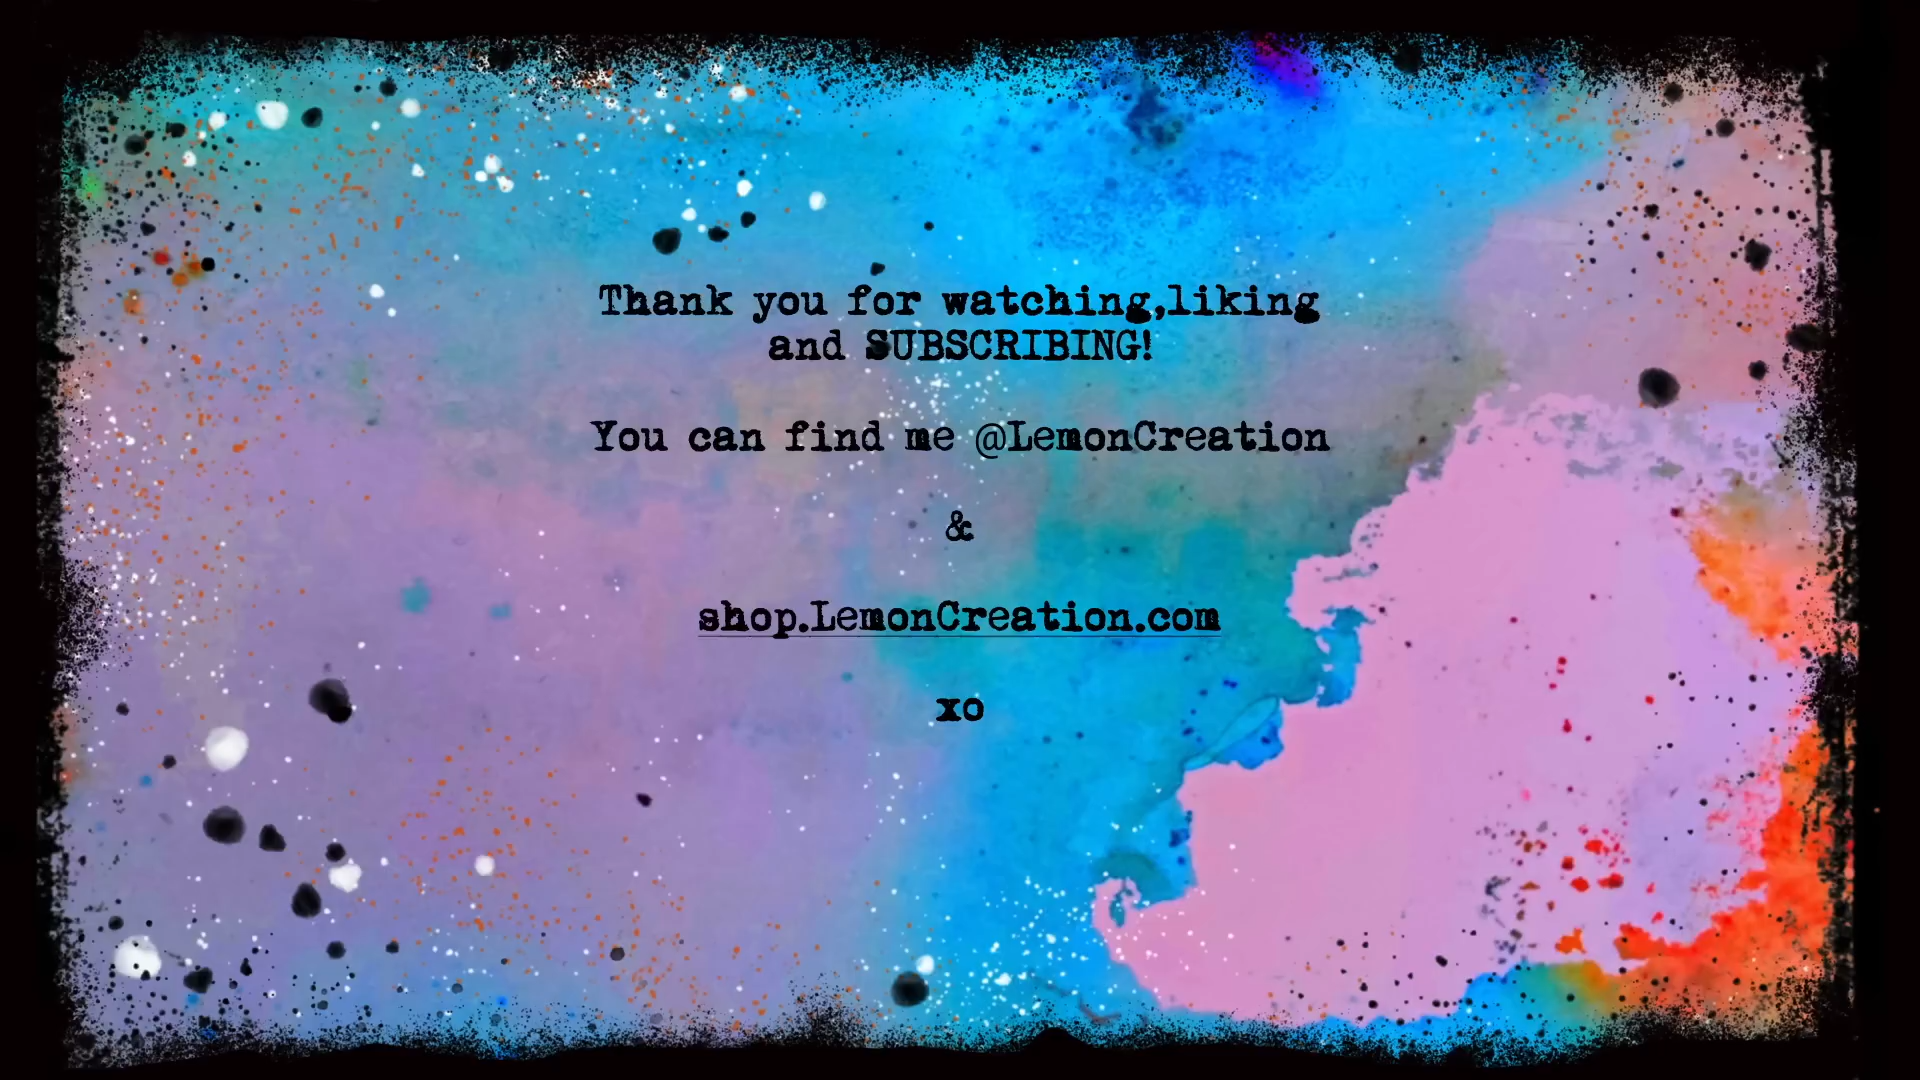 Thank you for watching,liking
and SUBSCRIBING!
You can find me @LemonCreation
&
shop.LemonCreation.com
xo